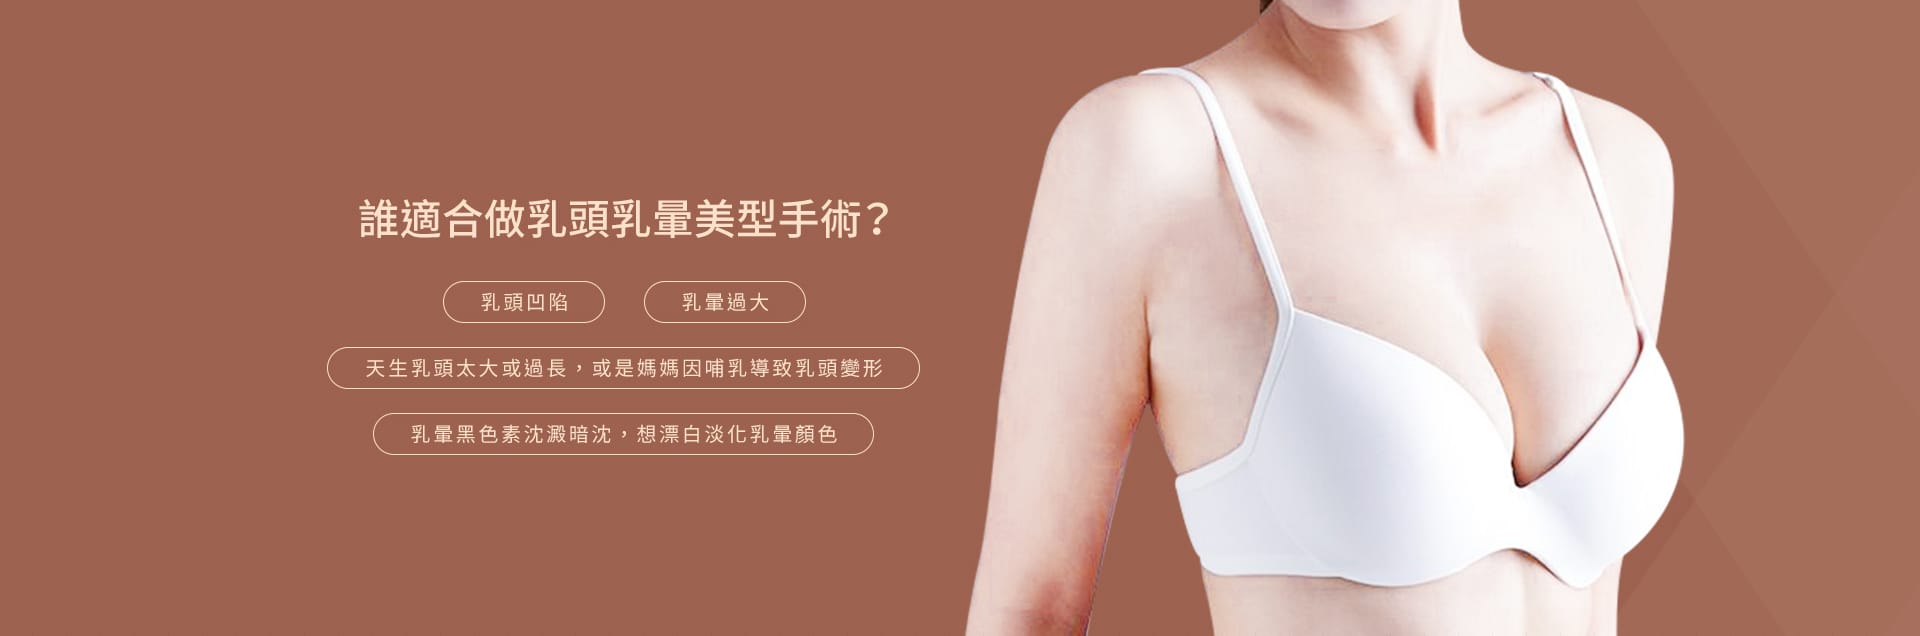 誰適合做乳頭乳暈美型手術？
乳頭凹陷
乳暈過大
天生乳頭太大或過長，或是媽媽因哺乳導致乳頭變形
乳暈黑色素沈澱暗沈，想漂白淡化乳暈顏色